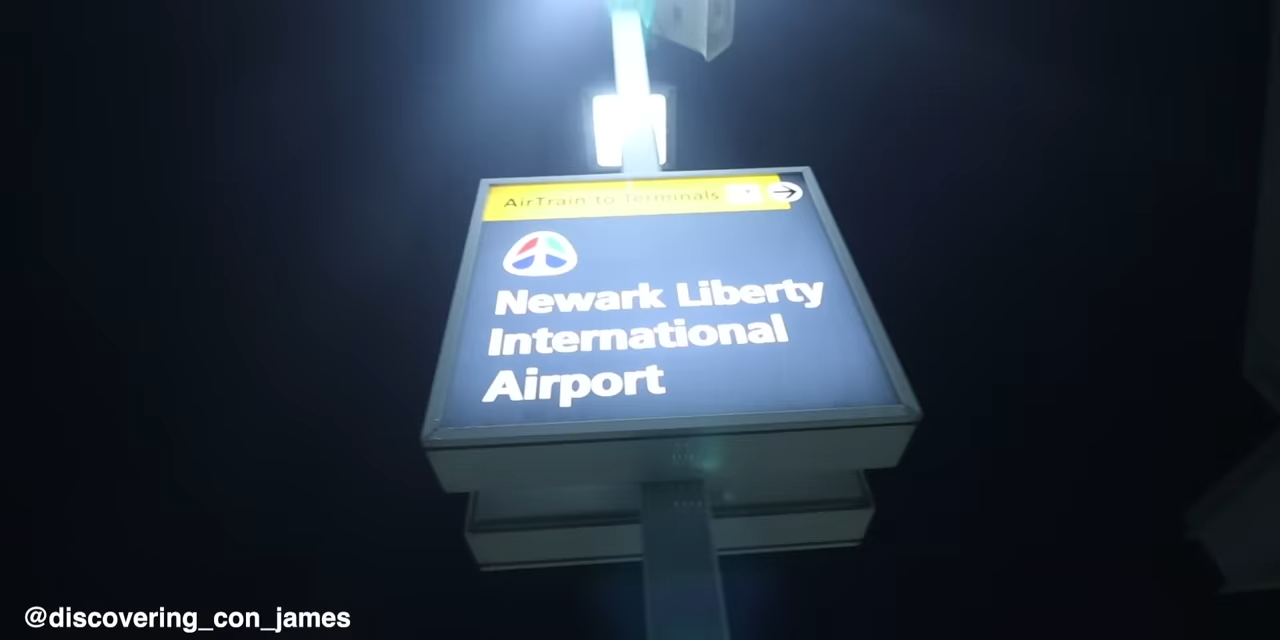 AirTrain to Terminals
Newark Liberty
International
Airport
@discovering_con_james